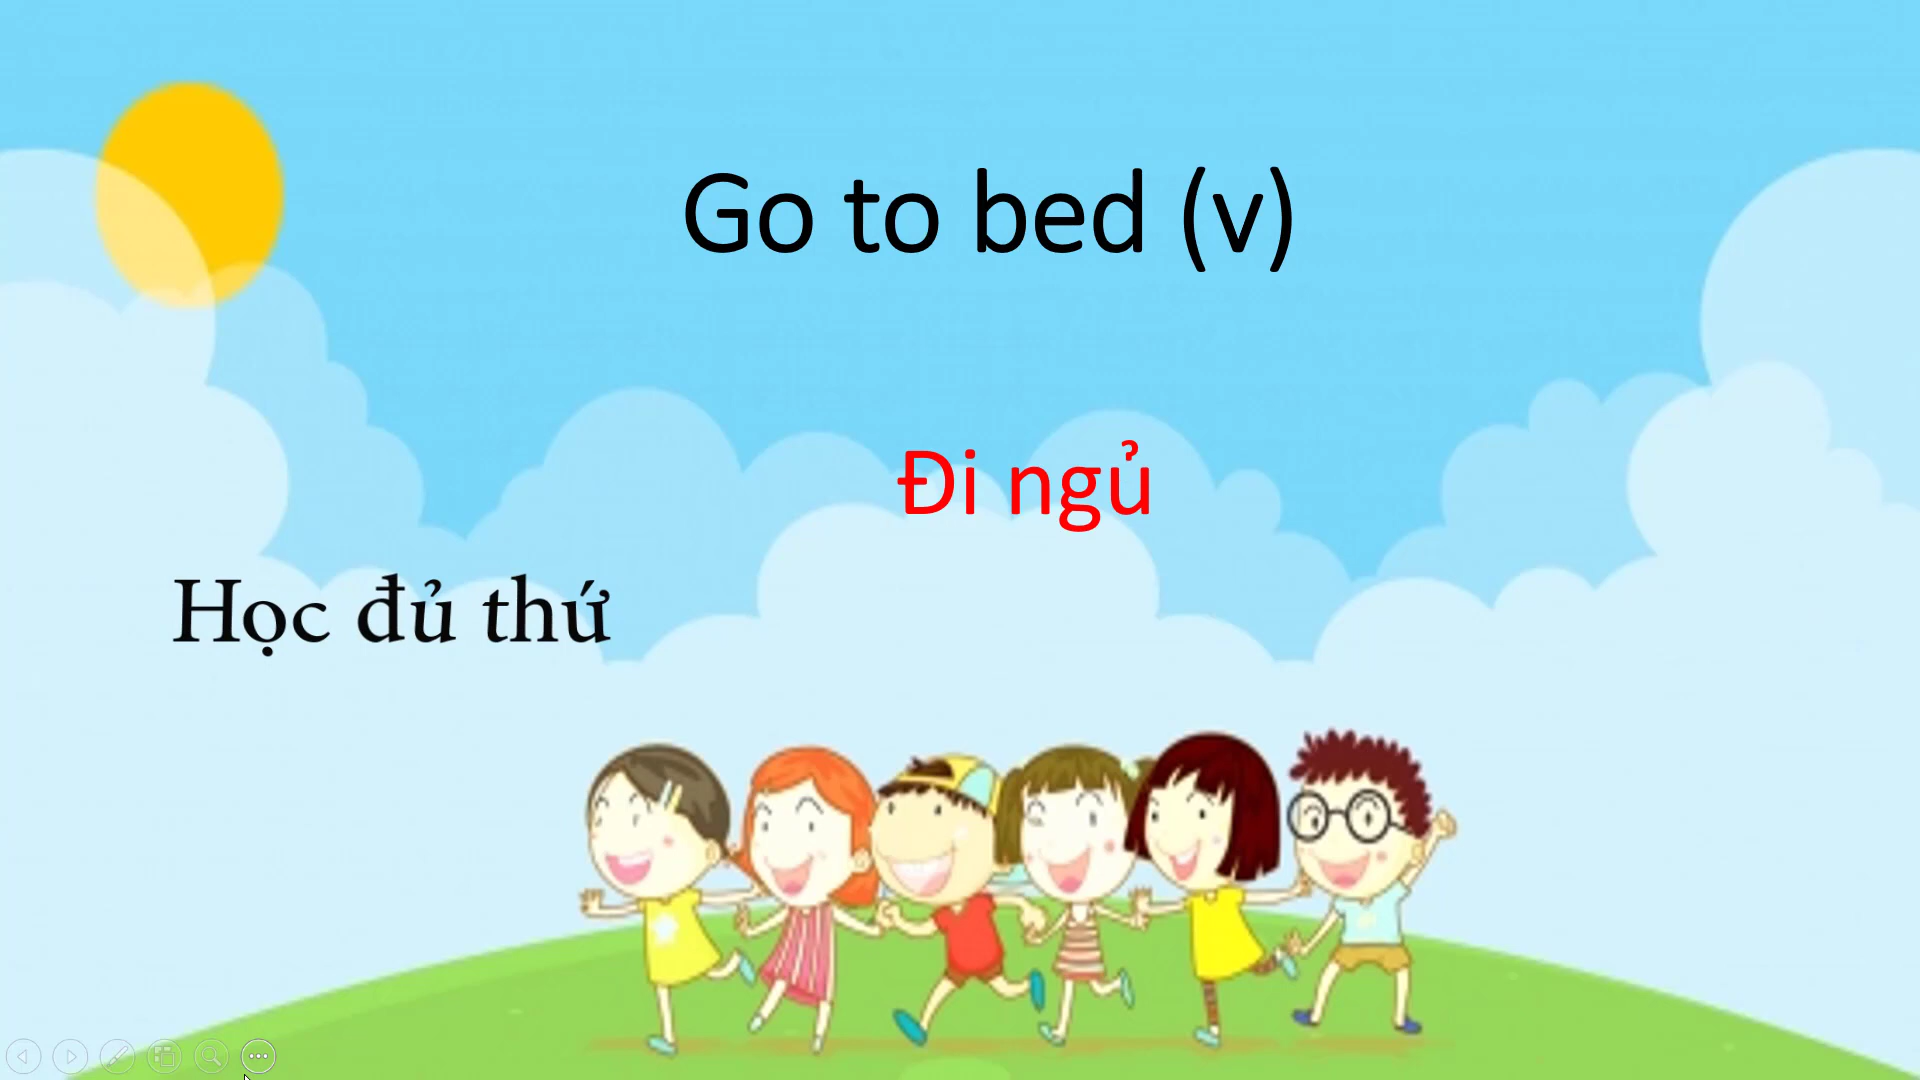 Go to bed (v)
Đi ngủ
Học đủ thứ